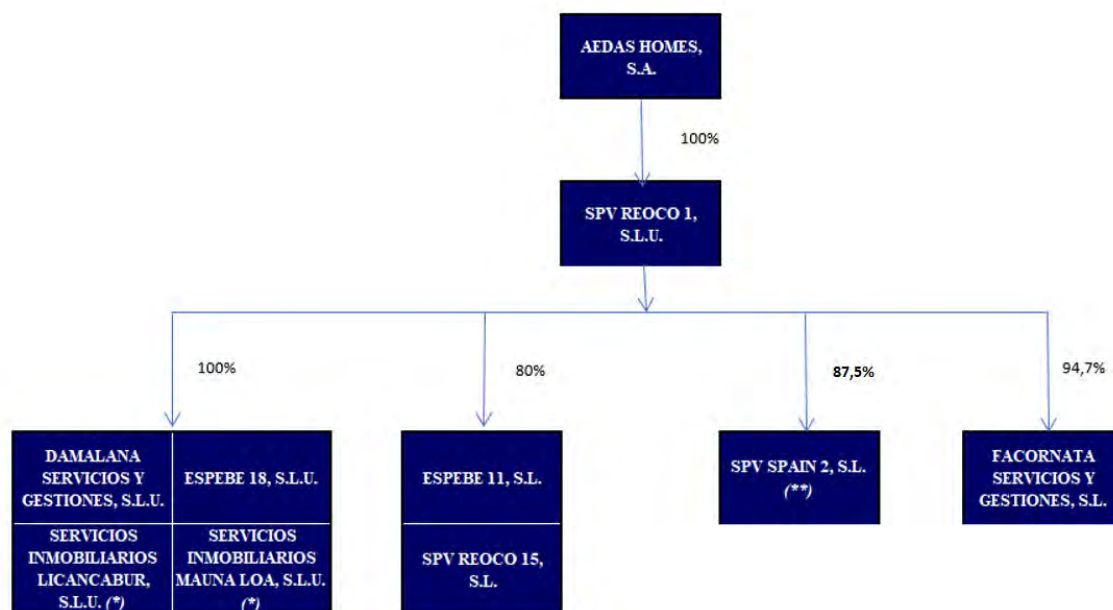 AEDAS HOMES,
S.A.
100%
SPV REOCO 1,
S.L.U.
100%
80%
87,5%
94,7%
DAMALANA
SERVICIOS Y
GESTIONES, S.L.U.
ESPEBE 18, S.L.U.
SERVICIOS
INMOBILIARIOS
LICANCABUR,
S.L.U. (*)
SERVICIOS
INMOBILIARIOS
MAUNA LOA, S.L.U.
(*)
ESPEBE 11, S.L.
SPV REOCO 15,
S.L.
SPV SPAIN 2, S.L.
(**)
FACORNATA
SERVICIOS Y
GESTIONES, S.L.